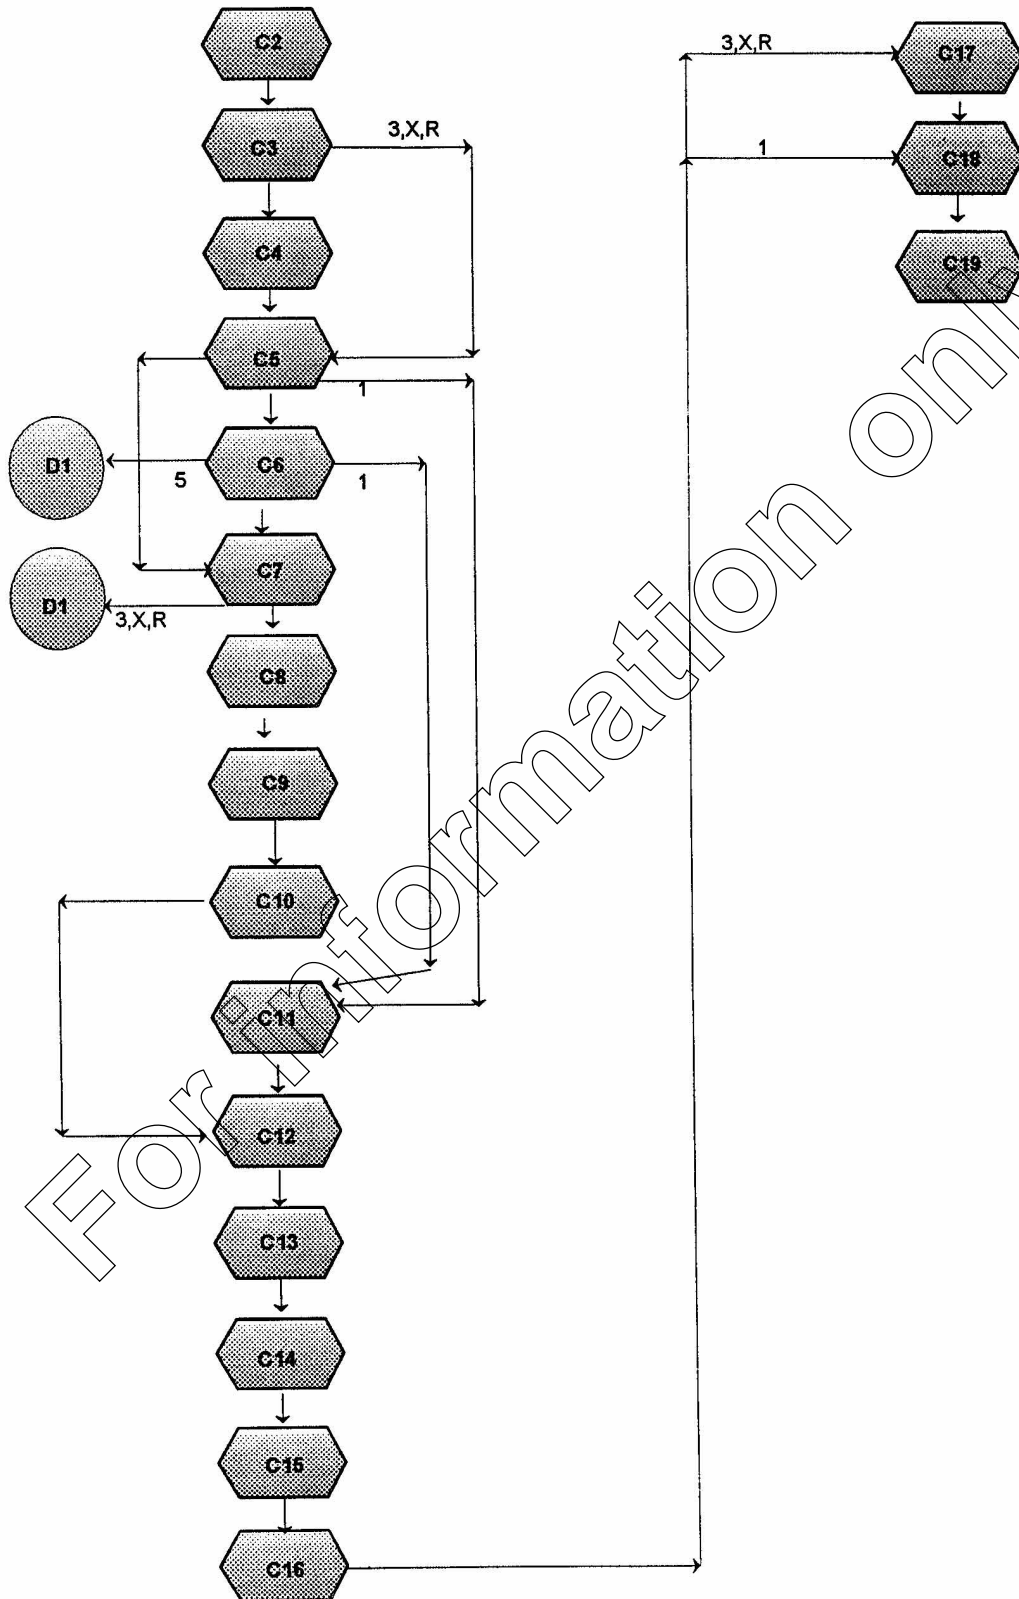 C2
C3
3,X,R
C4
C5
1
D1
5
C6
1
C7
D1
3,X,R
C8
C9
C10
C11
C12
C13
C14
C15
C16
3,X,R
C17
1
C18
C19
For information onl